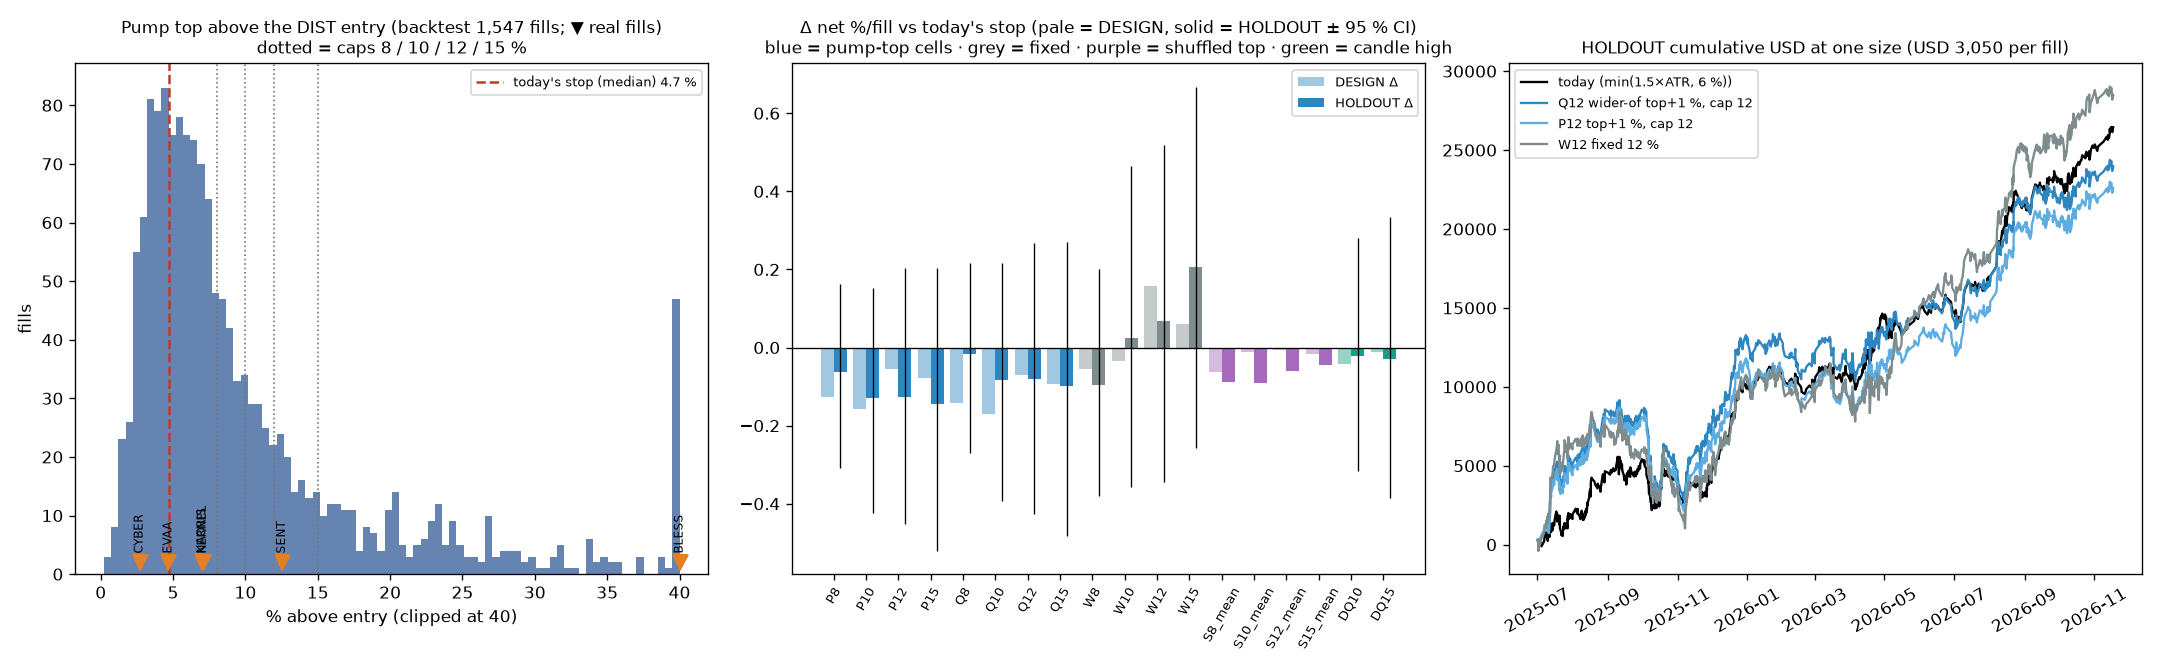 Pump top above the DIST entry (backtest 1,547 fills; ▼ real fills)
dotted = caps 8 / 10 / 12 / 15 %
today's stop (median) 4.7 %
fills
80
70
60
50
40
30
20
10
0
CYBER
EVAA
SENT
BLESS
0
5
10
15
20
25
30
35
40
% above entry (clipped at 40)
Δ net %/fill vs today's stop (pale = DESIGN, solid = HOLDOUT ± 95 % CI)
blue = pump-top cells · grey = fixed · purple = shuffled top · green = candle high
DESIGN Δ
HOLDOUT Δ
0.6
0.4
0.2
0.0
−0.2
−0.4
P8
P10
P12
P15
Q8
Q10
Q12
Q15
W8
W10
W12
W15
S8_mean
S10_mean
S12_mean
S15_mean
DQ10
DQ15
HOLDOUT cumulative USD at one size (USD 3,050 per fill)
today (min(1.5×ATR, 6 %))
Q12 wider-of top+1 %, cap 12
P12 top+1 %, cap 12
W12 fixed 12 %
30000
25000
20000
15000
10000
5000
0
2025-07
2025-09
2025-11
2026-01
2026-03
2026-05
2026-07
2026-09
2026-11